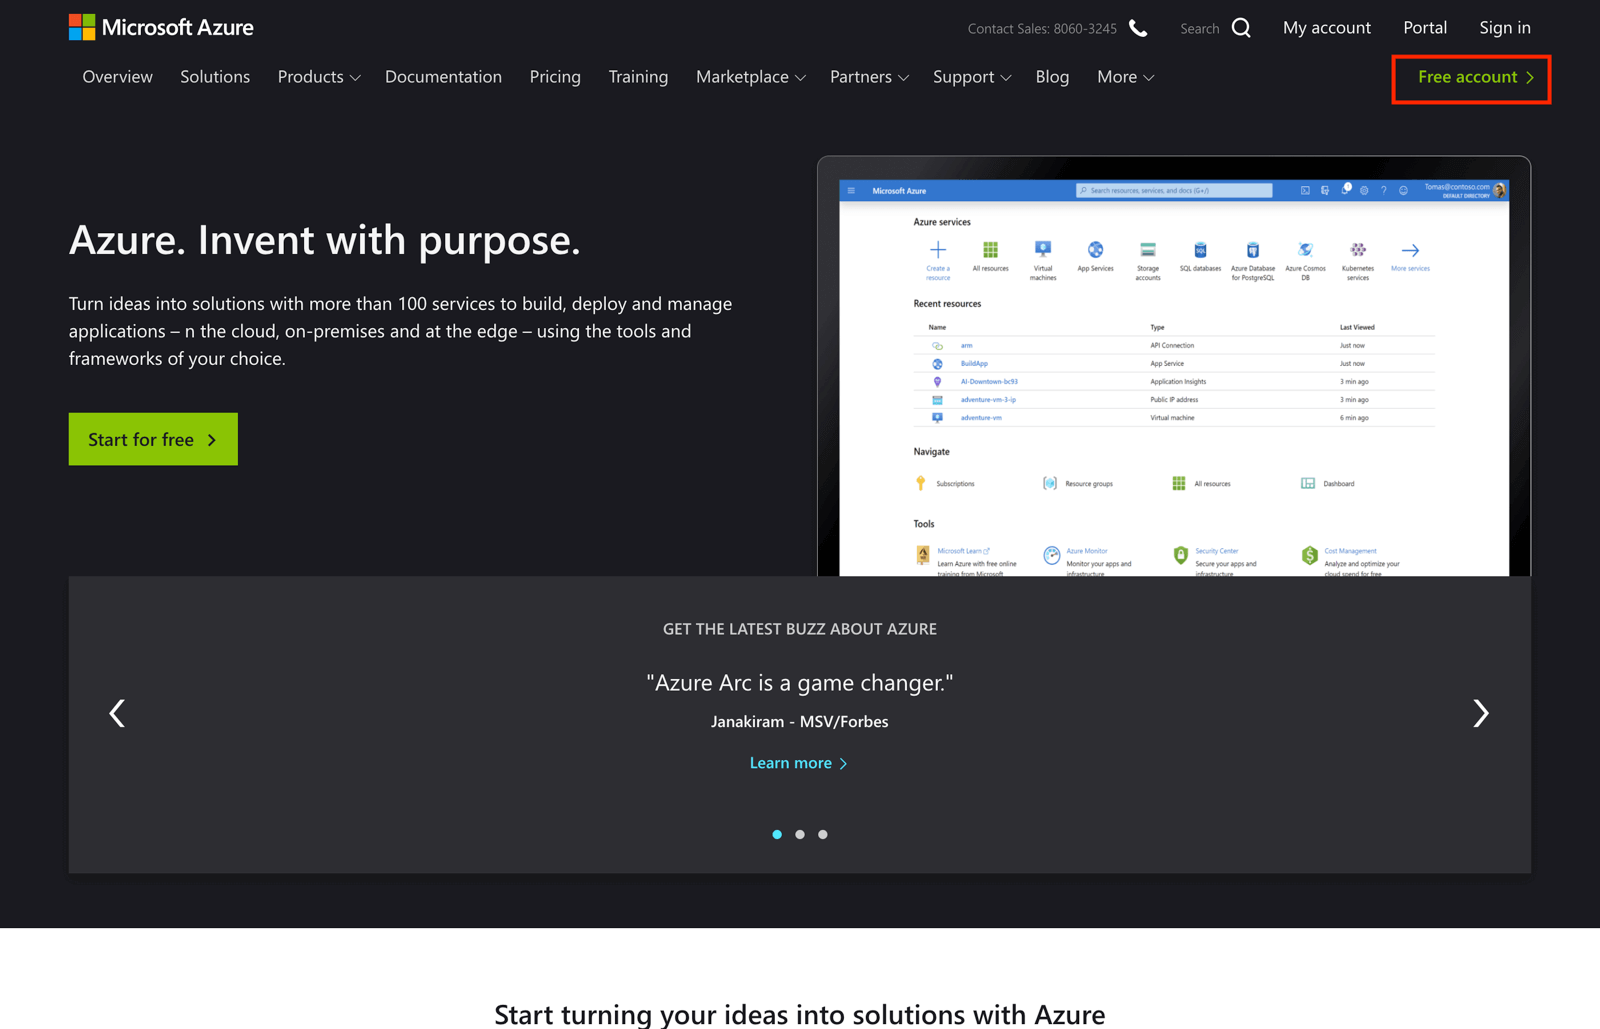 Microsoft Azure
Contact Sales: 8060-3245
Search
My account
Portal
Sign in
Overview
Solutions
Products
Documentation
Pricing
Training
Marketplace
Partners
Support
Blog
More
Free account
Azure. Invent with purpose.
Turn ideas into solutions with more than 100 services to build, deploy and manage
applications – n the cloud, on-premises and at the edge – using the tools and
frameworks of your choice.
Start for free
Microsoft Azure
Search resources, services, and docs (G+/)
1
Tomas@contoso.com
DEFAULT DIRECTORY
Azure services
Create a
resource
All resources
Virtual
machines
App Services
Storage
accounts
SQL
SQL databases
Azure Database
for PostgreSQL
Azure Cosmos
DB
Kubernetes
services
More services
Recent resources
Name Type Last Viewed
arm API Connection Just now
BuildApp App Service Just now
AI-Downtown-bc93 Application Insights 3 min ago
adventure-vm-3-ip Public IP address 3 min ago
adventure-vm Virtual machine 6 min ago
Navigate
Subscriptions
Resource groups
All resources
Dashboard
Tools
Microsoft Learn
Learn Azure with free online
training from Microsoft
Azure Monitor
Monitor your apps and
infrastructure
Security Center
Secure your apps and
infrastructure
Cost Management
Analyze and optimize your
cloud spend for free
GET THE LATEST BUZZ ABOUT AZURE
"Azure Arc is a game changer."
Janakiram - MSV/Forbes
Learn more
Start turning your ideas into solutions with Azure